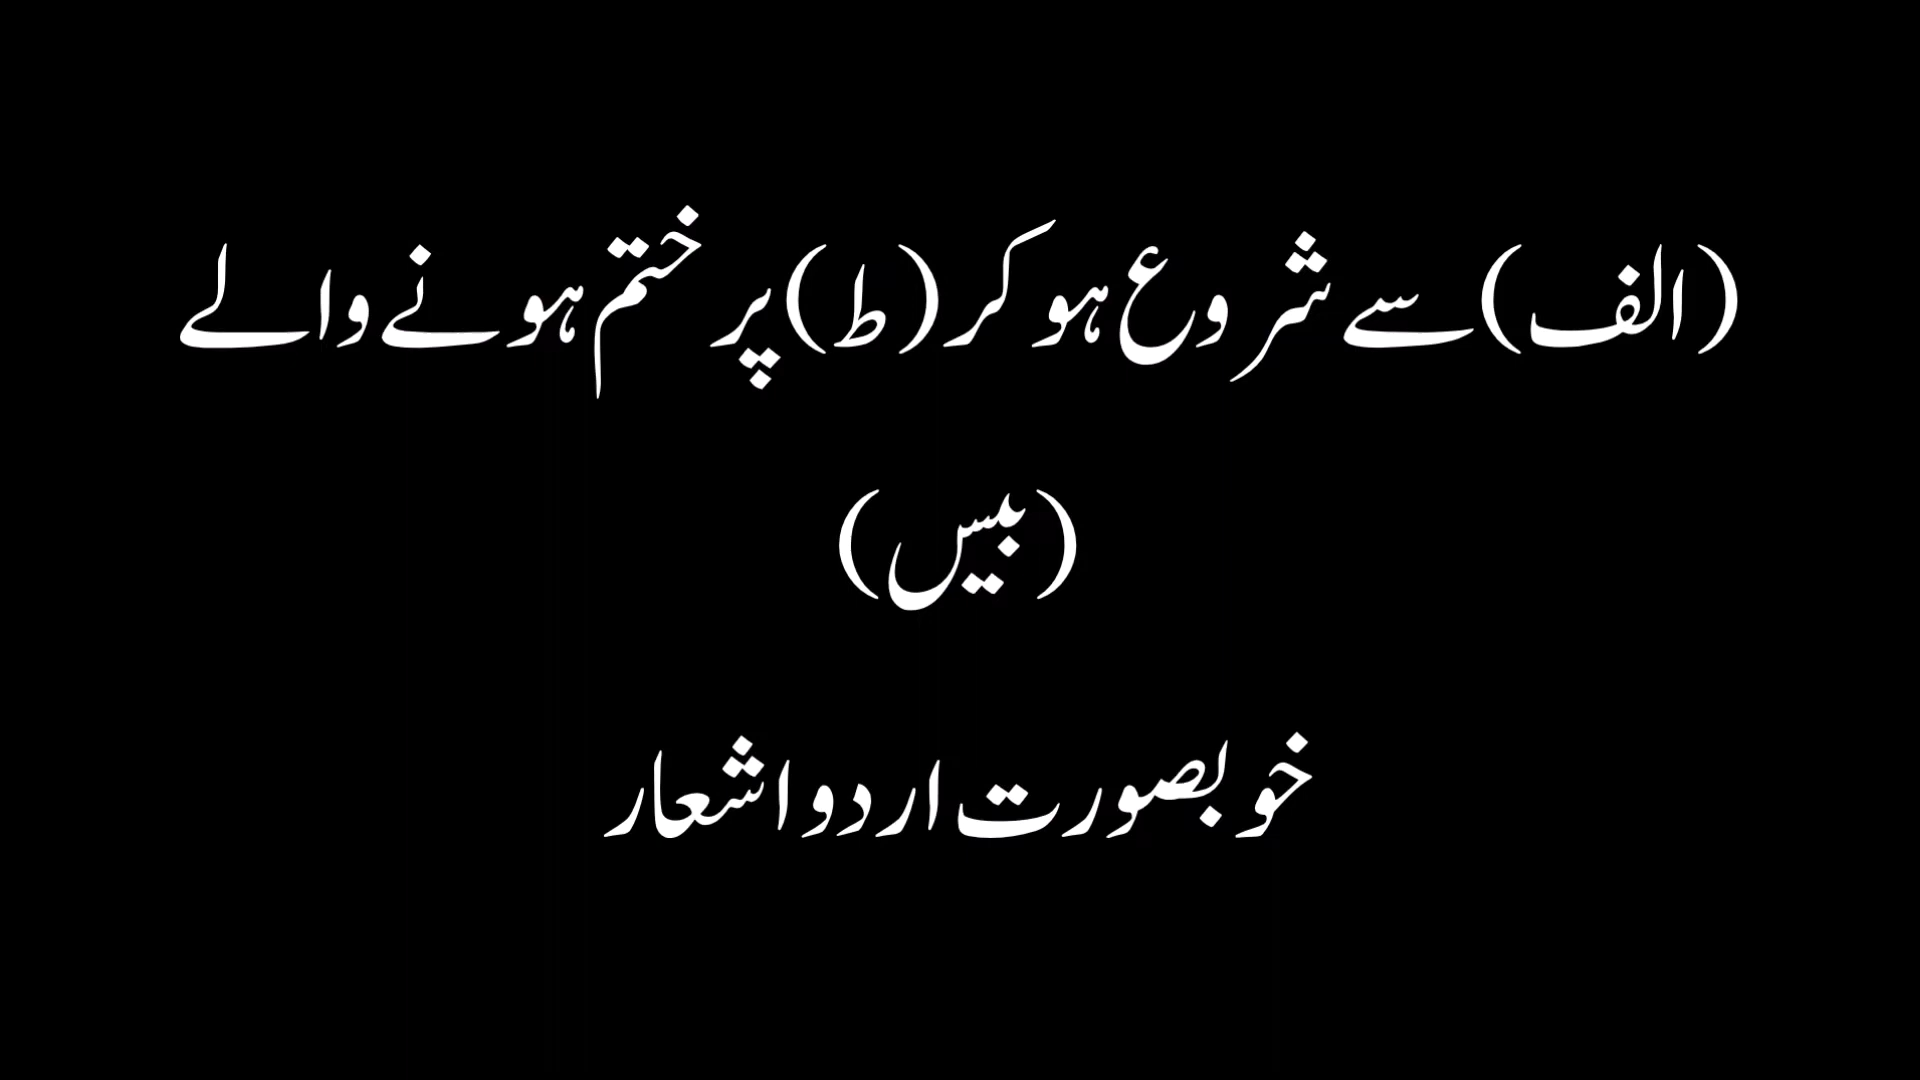 (الف) سے شروع ہو کر (ط) پر ختم ہونے والے
(بیس)
خوبصورت اردو اشعار